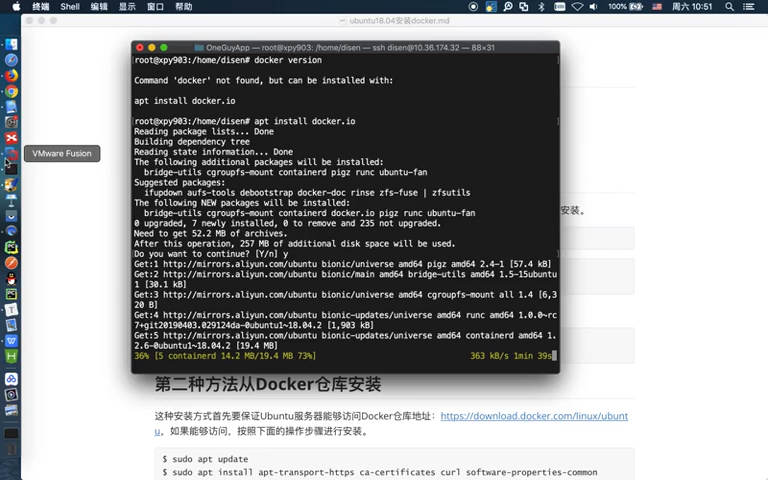 终端 Shell 编辑 显示 窗口 帮助
100% 周六 10:51
ubuntu18.04安装docker.md
OneGuyApp — root@xpy903: /home/disen — ssh disen@10.36.174.32 — 88×31
[root@xpy903:/home/disen# docker version
Command 'docker' not found, but can be installed with:
apt install docker.io
[root@xpy903:/home/disen# apt install docker.io
Reading package lists... Done
Building dependency tree
Reading state information... Done
The following additional packages will be installed:
bridge-utils cgroupfs-mount containerd pigz runc ubuntu-fan
Suggested packages:
ifupdown aufs-tools debootstrap docker-doc rinse zfs-fuse | zfsutils
The following NEW packages will be installed:
bridge-utils cgroupfs-mount containerd docker.io pigz runc ubuntu-fan
0 upgraded, 7 newly installed, 0 to remove and 235 not upgraded.
Need to get 52.2 MB of archives.
After this operation, 257 MB of additional disk space will be used.
Do you want to continue? [Y/n] y
Get:1 http://mirrors.aliyun.com/ubuntu bionic/universe amd64 pigz amd64 2.4-1 [57.4 kB]
Get:2 http://mirrors.aliyun.com/ubuntu bionic/main amd64 bridge-utils amd64 1.5-15ubuntu
1 [30.1 kB]
Get:3 http://mirrors.aliyun.com/ubuntu bionic/universe amd64 cgroupfs-mount all 1.4 [6,3
20 B]
Get:4 http://mirrors.aliyun.com/ubuntu bionic-updates/universe amd64 runc amd64 1.0.0~rc
7+git20190403.029124da-0ubuntu1~18.04.2 [1,903 kB]
Get:5 http://mirrors.aliyun.com/ubuntu bionic-updates/universe amd64 containerd amd64 1.
2.6-0ubuntu1~18.04.2 [19.4 MB]
36% [5 containerd 14.2 MB/19.4 MB 73%] 363 kB/s 1min 39s
VMware Fusion
安装。
第二种方法从Docker仓库安装
这种安装方式首先要保证Ubuntu服务器能够访问Docker仓库地址：https://download.docker.com/linux/ubunt
u，如果能够访问，按照下面的操作步骤进行安装。
$ sudo apt update
$ sudo apt install apt-transport-https ca-certificates curl software-properties-common